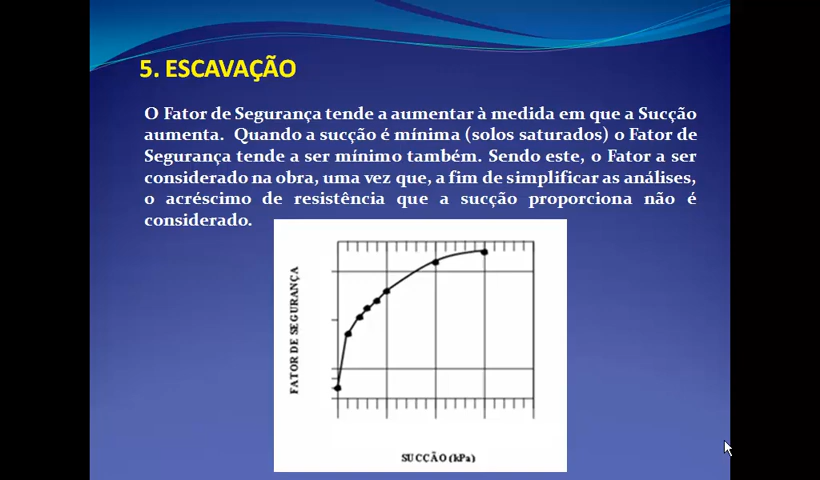 5. ESCAVAÇÃO
O Fator de Segurança tende a aumentar à medida em que a Sucção
aumenta. Quando a sucção é mínima (solos saturados) o Fator de
Segurança tende a ser mínimo também. Sendo este, o Fator a ser
considerado na obra, uma vez que, a fim de simplificar as análises,
o acréscimo de resistência que a sucção proporciona não é
considerado.
FATOR DE SEGURANÇA
SUCCÃO (kPa)